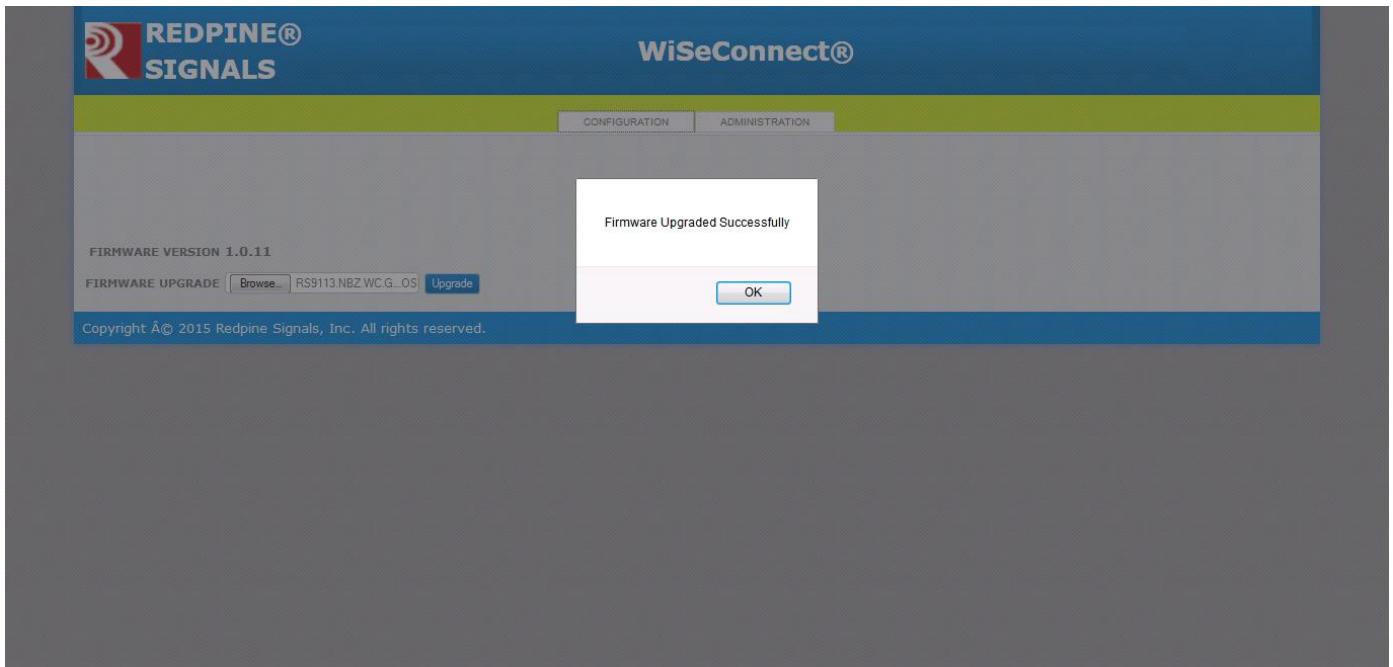 REDPINE®
SIGNALS
WiSeConnect®
CONFIGURATION ADMINISTRATION
Firmware Upgraded Successfully
FIRMWARE VERSION 1.0.11
FIRMWARE UPGRADE Browse... RS9113.NBZ.WC.G...OS Upgrade
OK
Copyright Â© 2015 Redpine Signals, Inc. All rights reserved.